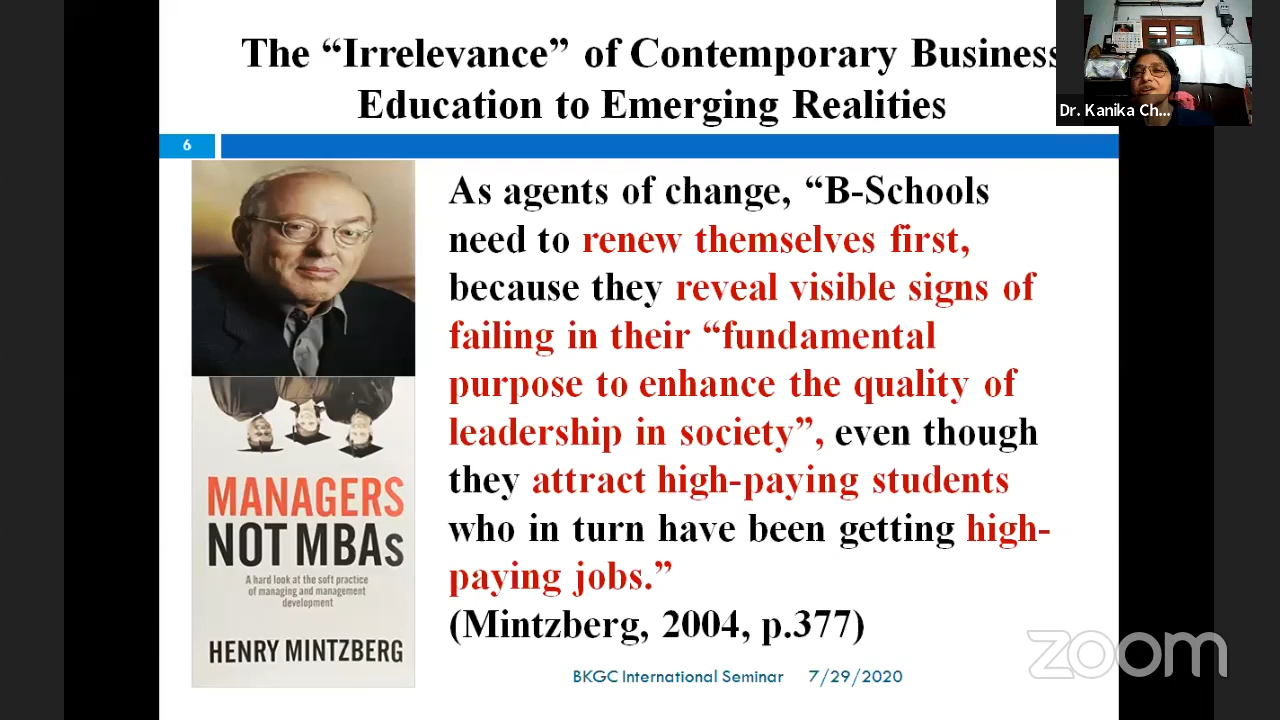 The “Irrelevance” of Contemporary Business
Education to Emerging Realities
Dr. Kanika Ch...
6
As agents of change, “B-Schools
need to renew themselves first,
because they reveal visible signs of
failing in their “fundamental
purpose to enhance the quality of
leadership in society”, even though
they attract high-paying students
who in turn have been getting high-
paying jobs.”
(Mintzberg, 2004, p.377)
MANAGERS
NOT MBAs
A hard look at the soft practice
of managing and management
development
HENRY MINTZBERG
BKGC International Seminar 7/29/2020
zoom